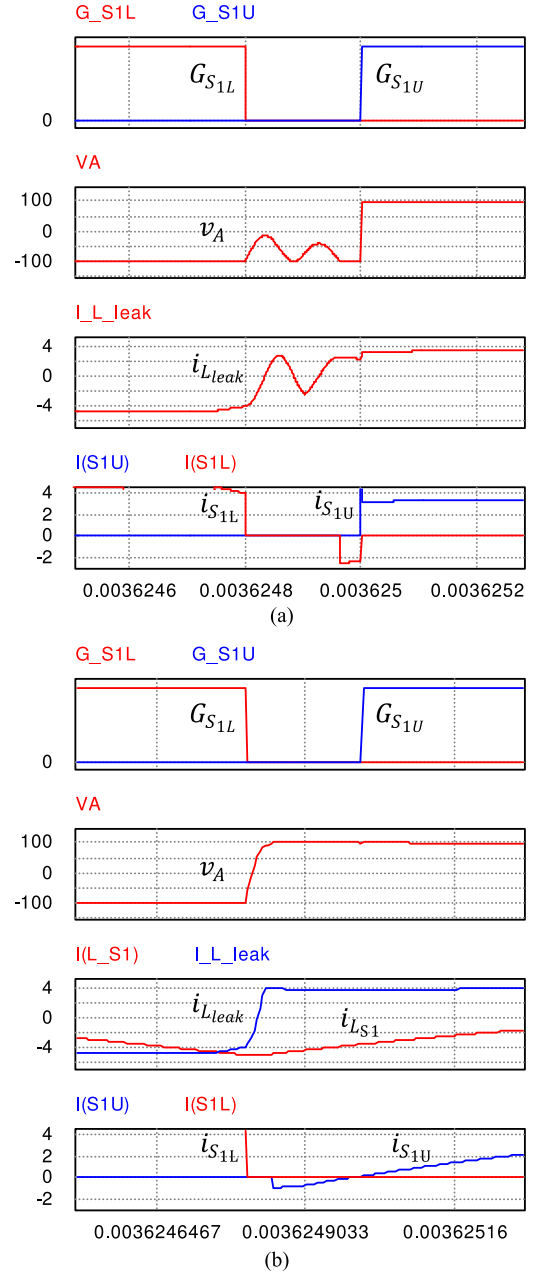 G_S1L G_S1U
G_{S_{1L}} G_{S_{1U}}
0
VA
100
v_A
0
-100
I_L_leak
4
i_{L_{leak}}
0
-4
I(S1U) I(S1L)
4
i_{S_{1L}} i_{S_{1U}}
2
0
-2
0.0036246 0.0036248 0.003625 0.0036252
(a)
G_S1L G_S1U
G_{S_{1L}} G_{S_{1U}}
0
VA
100
0
v_A
-100
I(L_S1) I_L_leak
4
i_{L_{leak}} i_{L_{S1}}
0
-4
I(S1U) I(S1L)
4
i_{S_{1L}} i_{S_{1U}}
2
0
-2
0.0036246467 0.0036249033 0.00362516
(b)